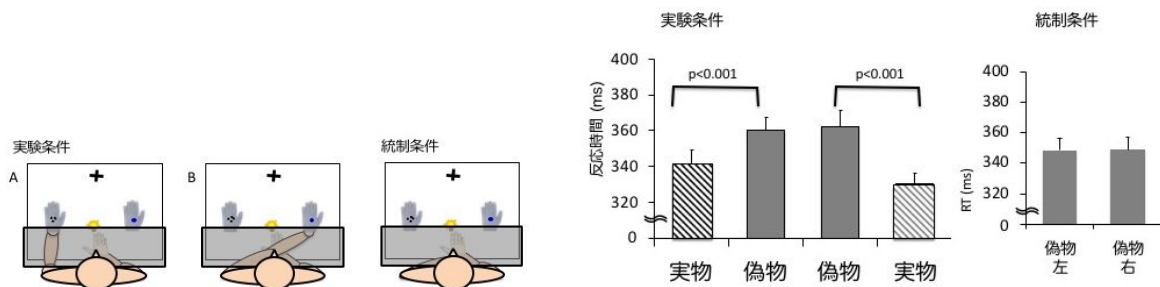 実験条件
A
B
統制条件
実験条件
400
380
360
340
320
0
反応時間 (ms)
p<0.001
p<0.001
実物
偽物
偽物
実物
統制条件
400
380
360
340
320
0
RT (ms)
偽物
左
偽物
右